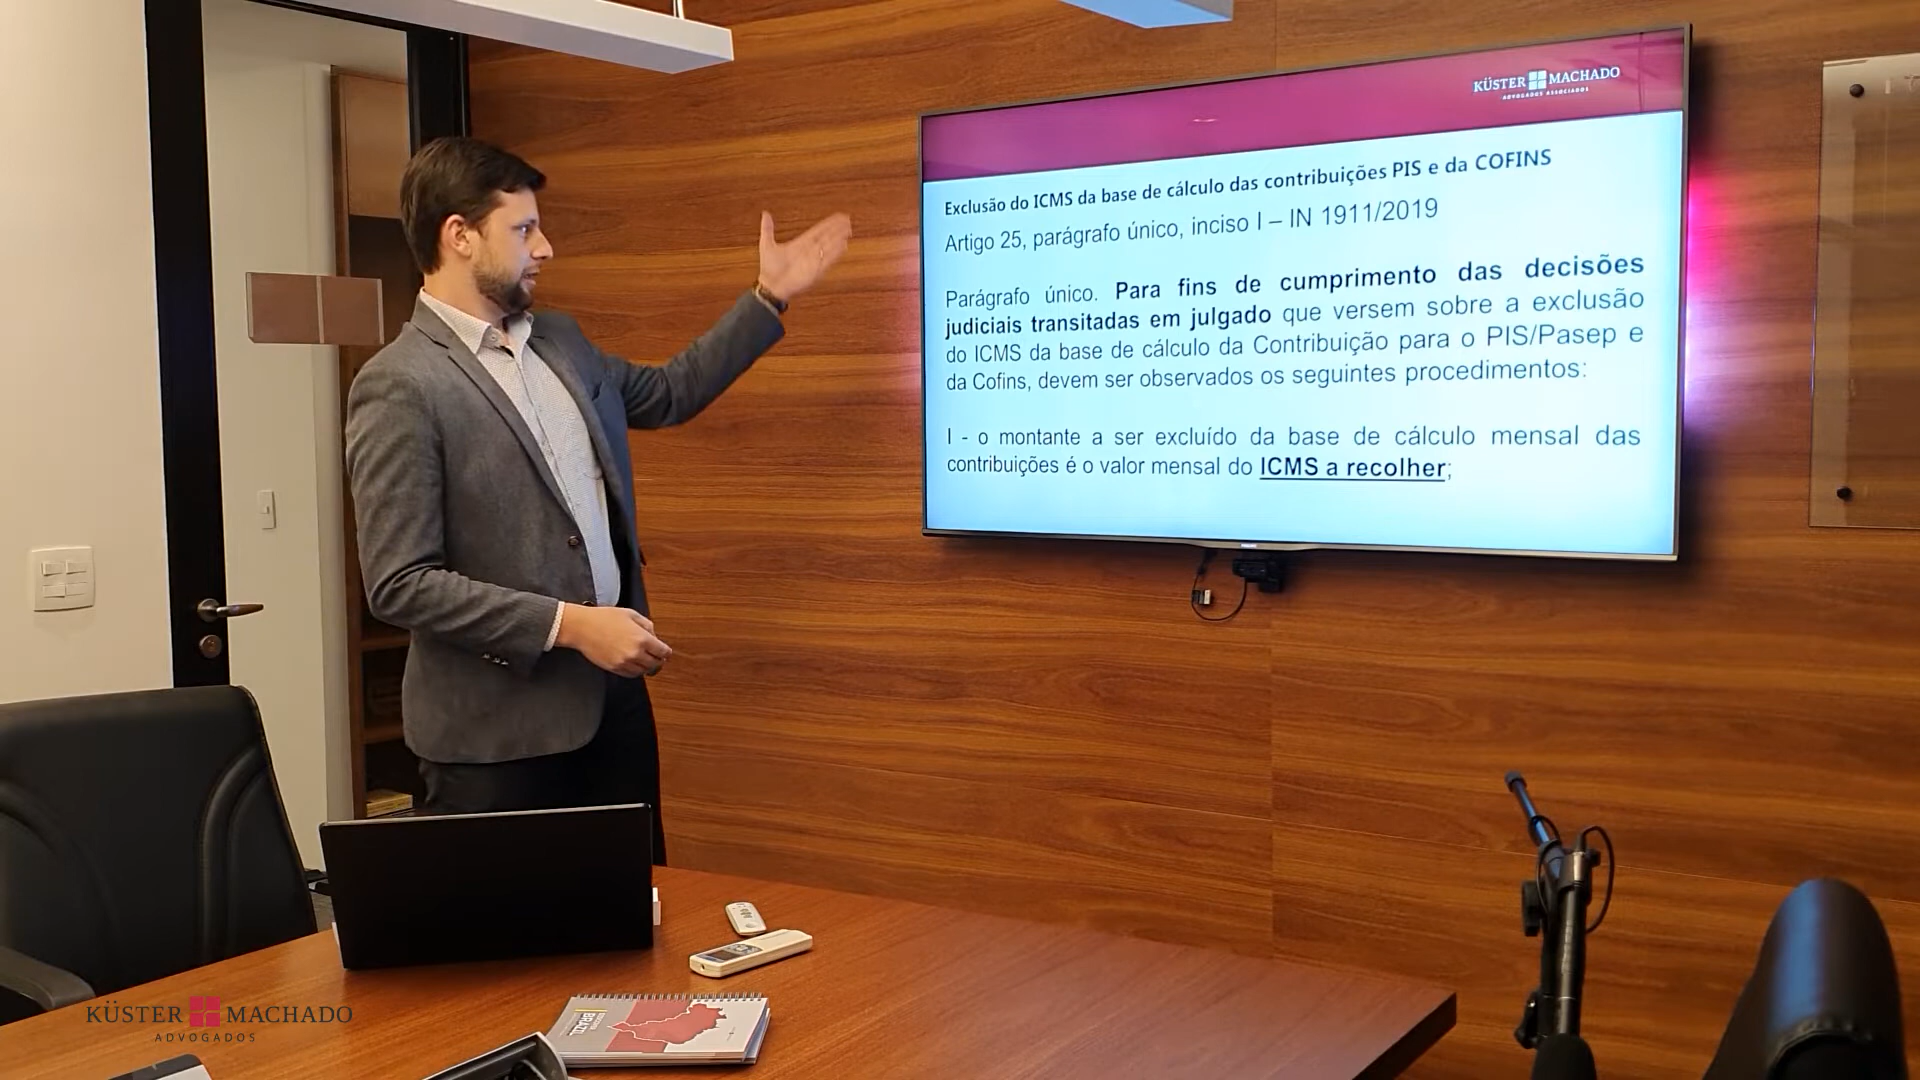 KÜSTER MACHADO
ADVOGADOS ASSOCIADOS
Exclusão do ICMS da base de cálculo das contribuições PIS e da COFINS
Artigo 25, parágrafo único, inciso I – IN 1911/2019
Parágrafo único. Para fins de cumprimento das decisões
judiciais transitadas em julgado que versem sobre a exclusão
do ICMS da base de cálculo da Contribuição para o PIS/Pasep e
da Cofins, devem ser observados os seguintes procedimentos:
I - o montante a ser excluído da base de cálculo mensal das
contribuições é o valor mensal do ICMS a recolher;
BRAZIL
KÜSTER MACHADO
ADVOGADOS